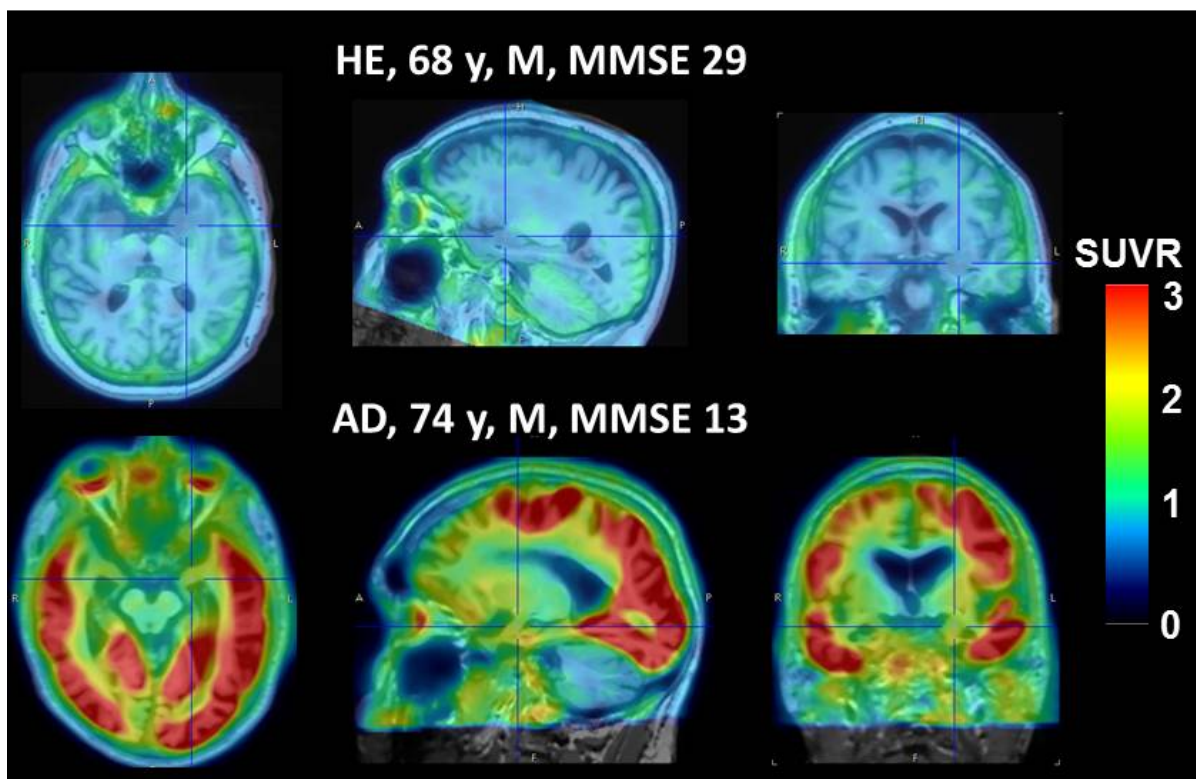 HE, 68 y, M, MMSE 29
A
R
L
P
H
A
P
H
R
L
SUVR
3
2
1
0
AD, 74 y, M, MMSE 13
R
L
A
P
F
R
L
F